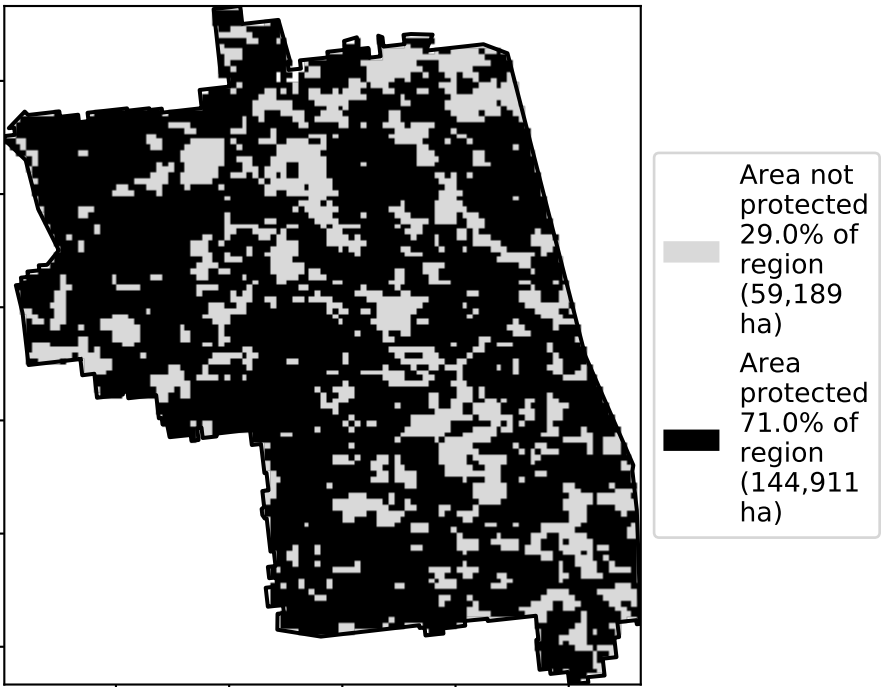 Area not
protected
29.0% of
region
(59,189
ha)
Area
protected
71.0% of
region
(144,911
ha)